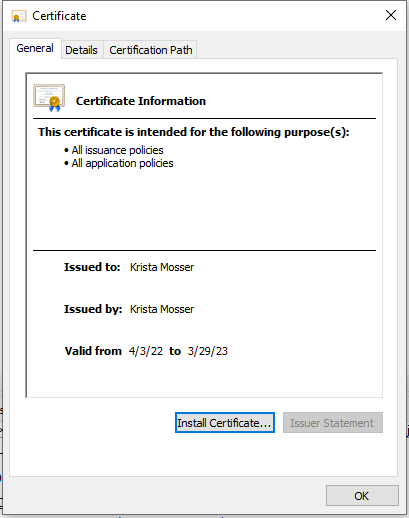 Certificate
General Details Certification Path
Certificate Information
This certificate is intended for the following purpose(s):
• All issuance policies
• All application policies
Issued to: Krista Mosser
Issued by: Krista Mosser
Valid from 4/3/22 to 3/29/23
Install Certificate... Issuer Statement
OK